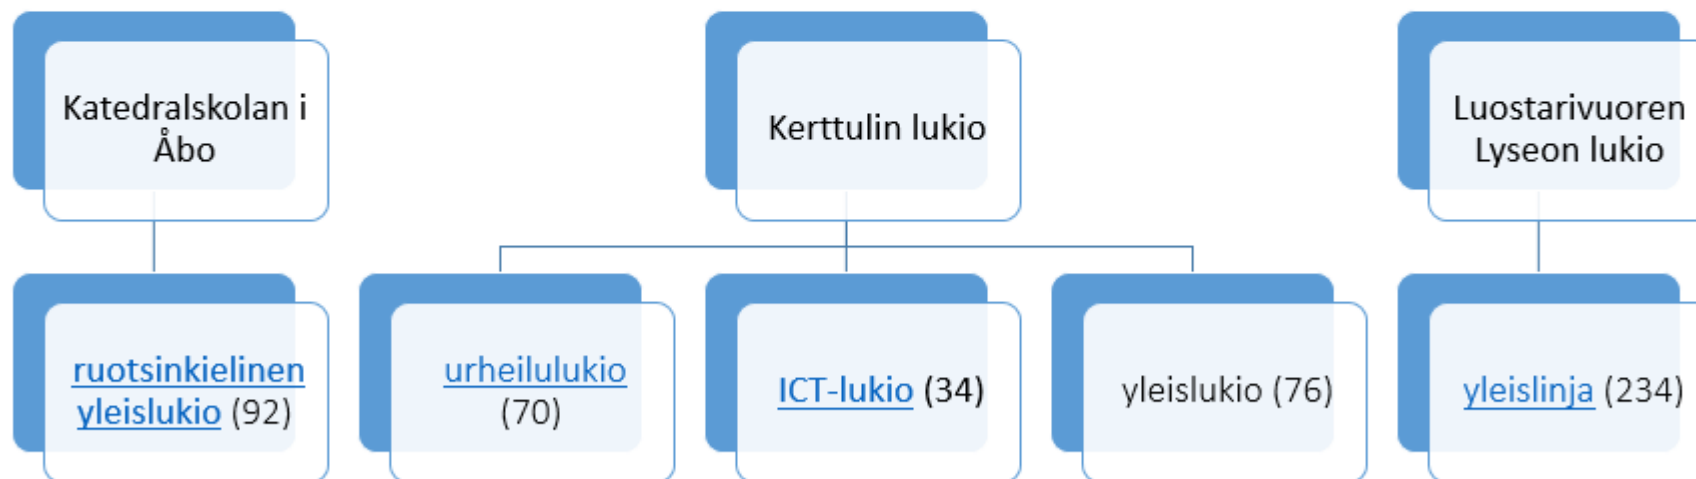 Katedralskolan i
Åbo
Kerttulin lukio
Luostarivuoren
Lyseon lukio
ruotsinkielinen
yleislukio (92)
urheilulukio
(70)
ICT-lukio (34)
yleislukio (76)
yleislinja (234)